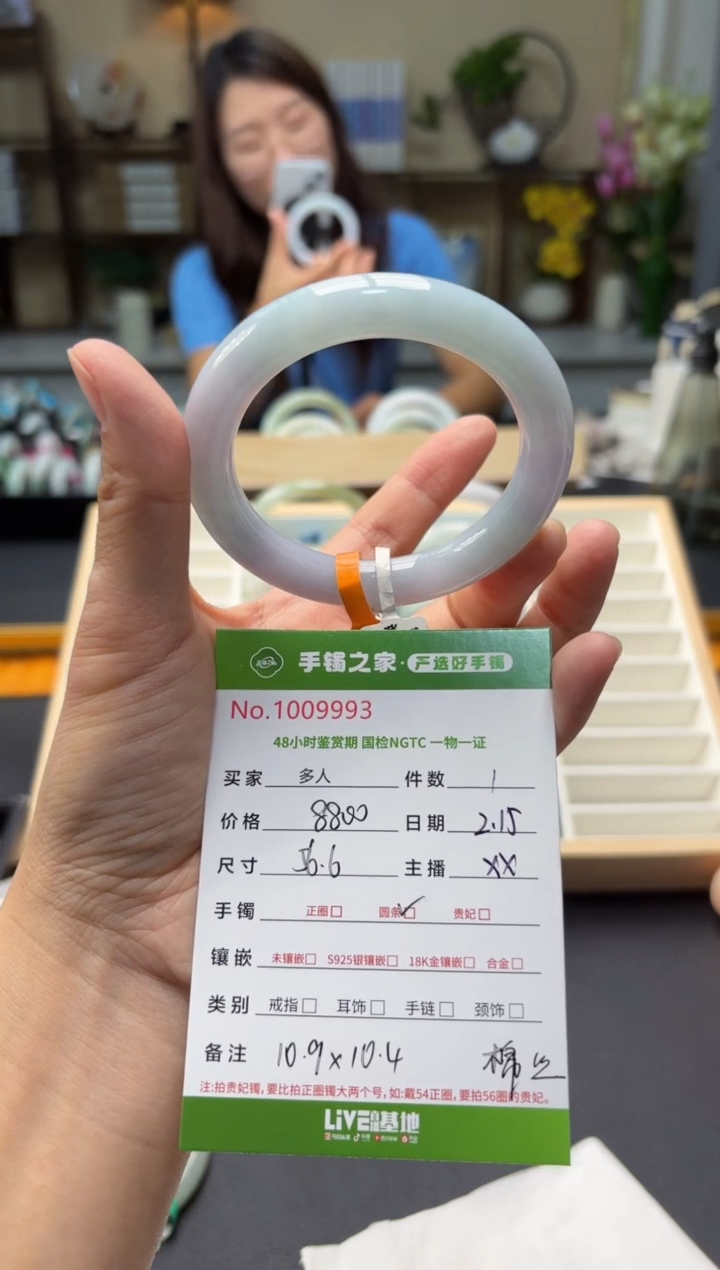 手镯之家·严选好手镯
No.1009993
48小时鉴赏期 国检NGTC 一物一证
买家 多人 件数 1
价格 8800 日期 2.15
尺寸 56.6 主播 XX
手镯 正圈□ 圆条☑ 贵妃□
镶嵌 未镶嵌□ S925银镶嵌□ 18K金镶嵌□ 合金□
类别 戒指□ 耳饰□ 手链□ 颈饰□
备注 10.9×10.4 棉
注:拍贵妃镯,要比拍正圈镯大两个号,如:戴54正圈,要拍56圈的贵妃。
LiVE直播基地